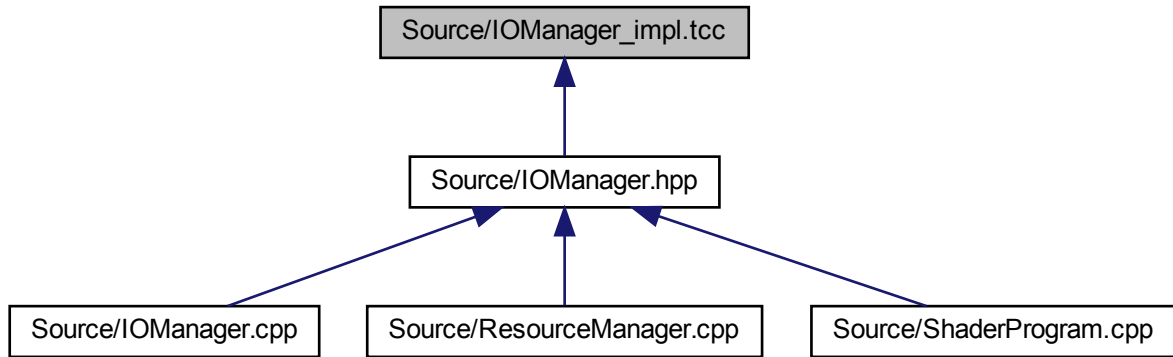 Source/IOManager_impl.tcc
Source/IOManager.hpp
Source/IOManager.cpp
Source/ResourceManager.cpp
Source/ShaderProgram.cpp